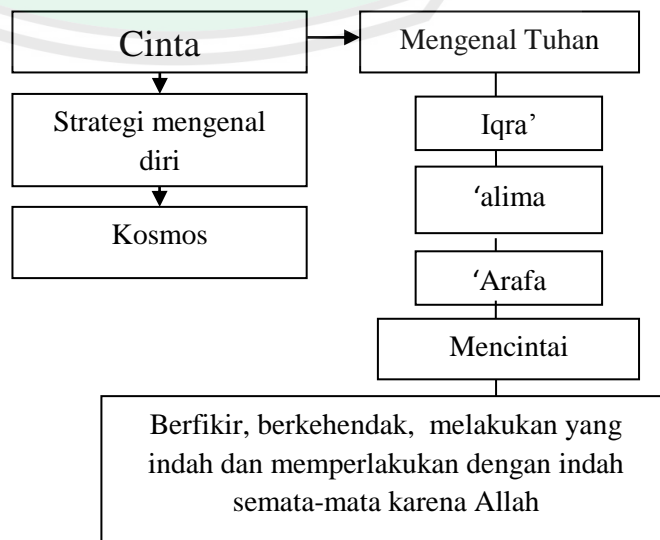 Cinta
Mengenal Tuhan
Strategi mengenal
diri
Kosmos
Iqra’
‘alima
‘Arafa
Mencintai
Berfikir, berkehendak, melakukan yang
indah dan memperlakukan dengan indah
semata-mata karena Allah